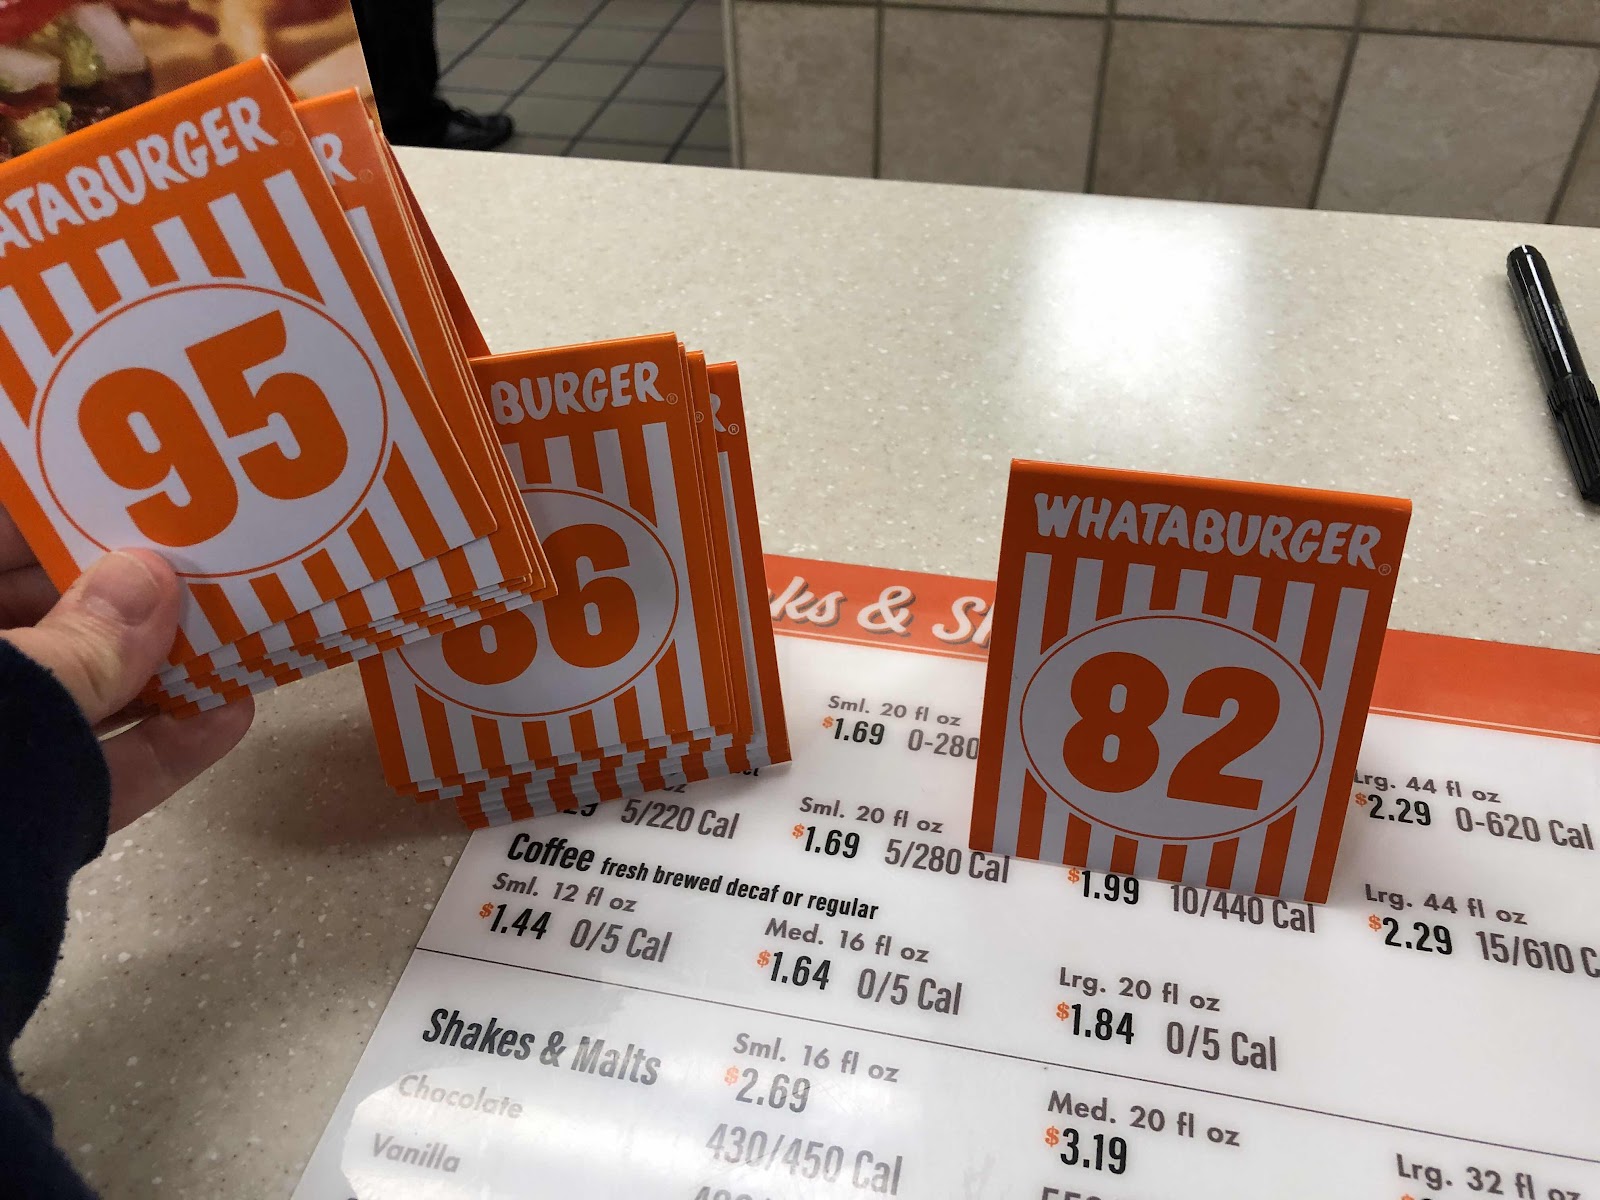 ATABURGER
95
R
BURGER
86
R
WHATABURGER
82
ks & S
Sml. 20 fl oz
$1.69 0-280
Lrg. 44 fl oz
$2.29 0-620 Cal
5/220 Cal
Sml. 20 fl oz
$1.69 5/280 Cal
$1.99 10/440 Cal
Lrg. 44 fl oz
$2.29 15/610 C
Coffee fresh brewed decaf or regular
Sml. 12 fl oz
$1.44 0/5 Cal
Med. 16 fl oz
$1.64 0/5 Cal
Lrg. 20 fl oz
$1.84 0/5 Cal
Shakes & Malts
Chocolate
Vanilla
Sml. 16 fl oz
$2.69
430/450 Cal
Med. 20 fl oz
$3.19
Lrg. 32 fl oz